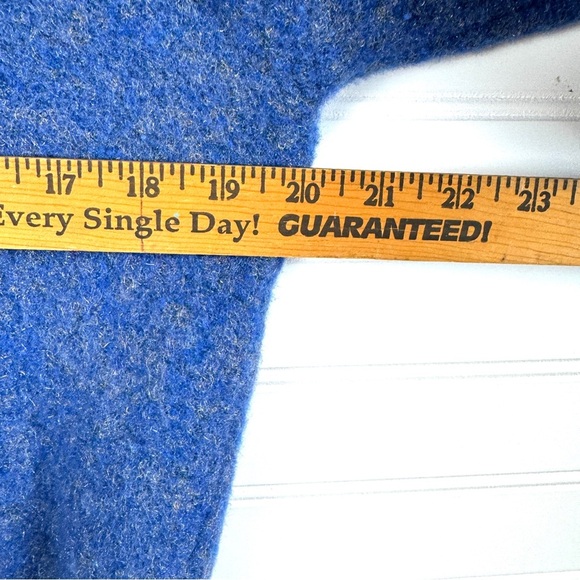 17 18 19 20 21 22 23
Every Single Day! GUARANTEED!